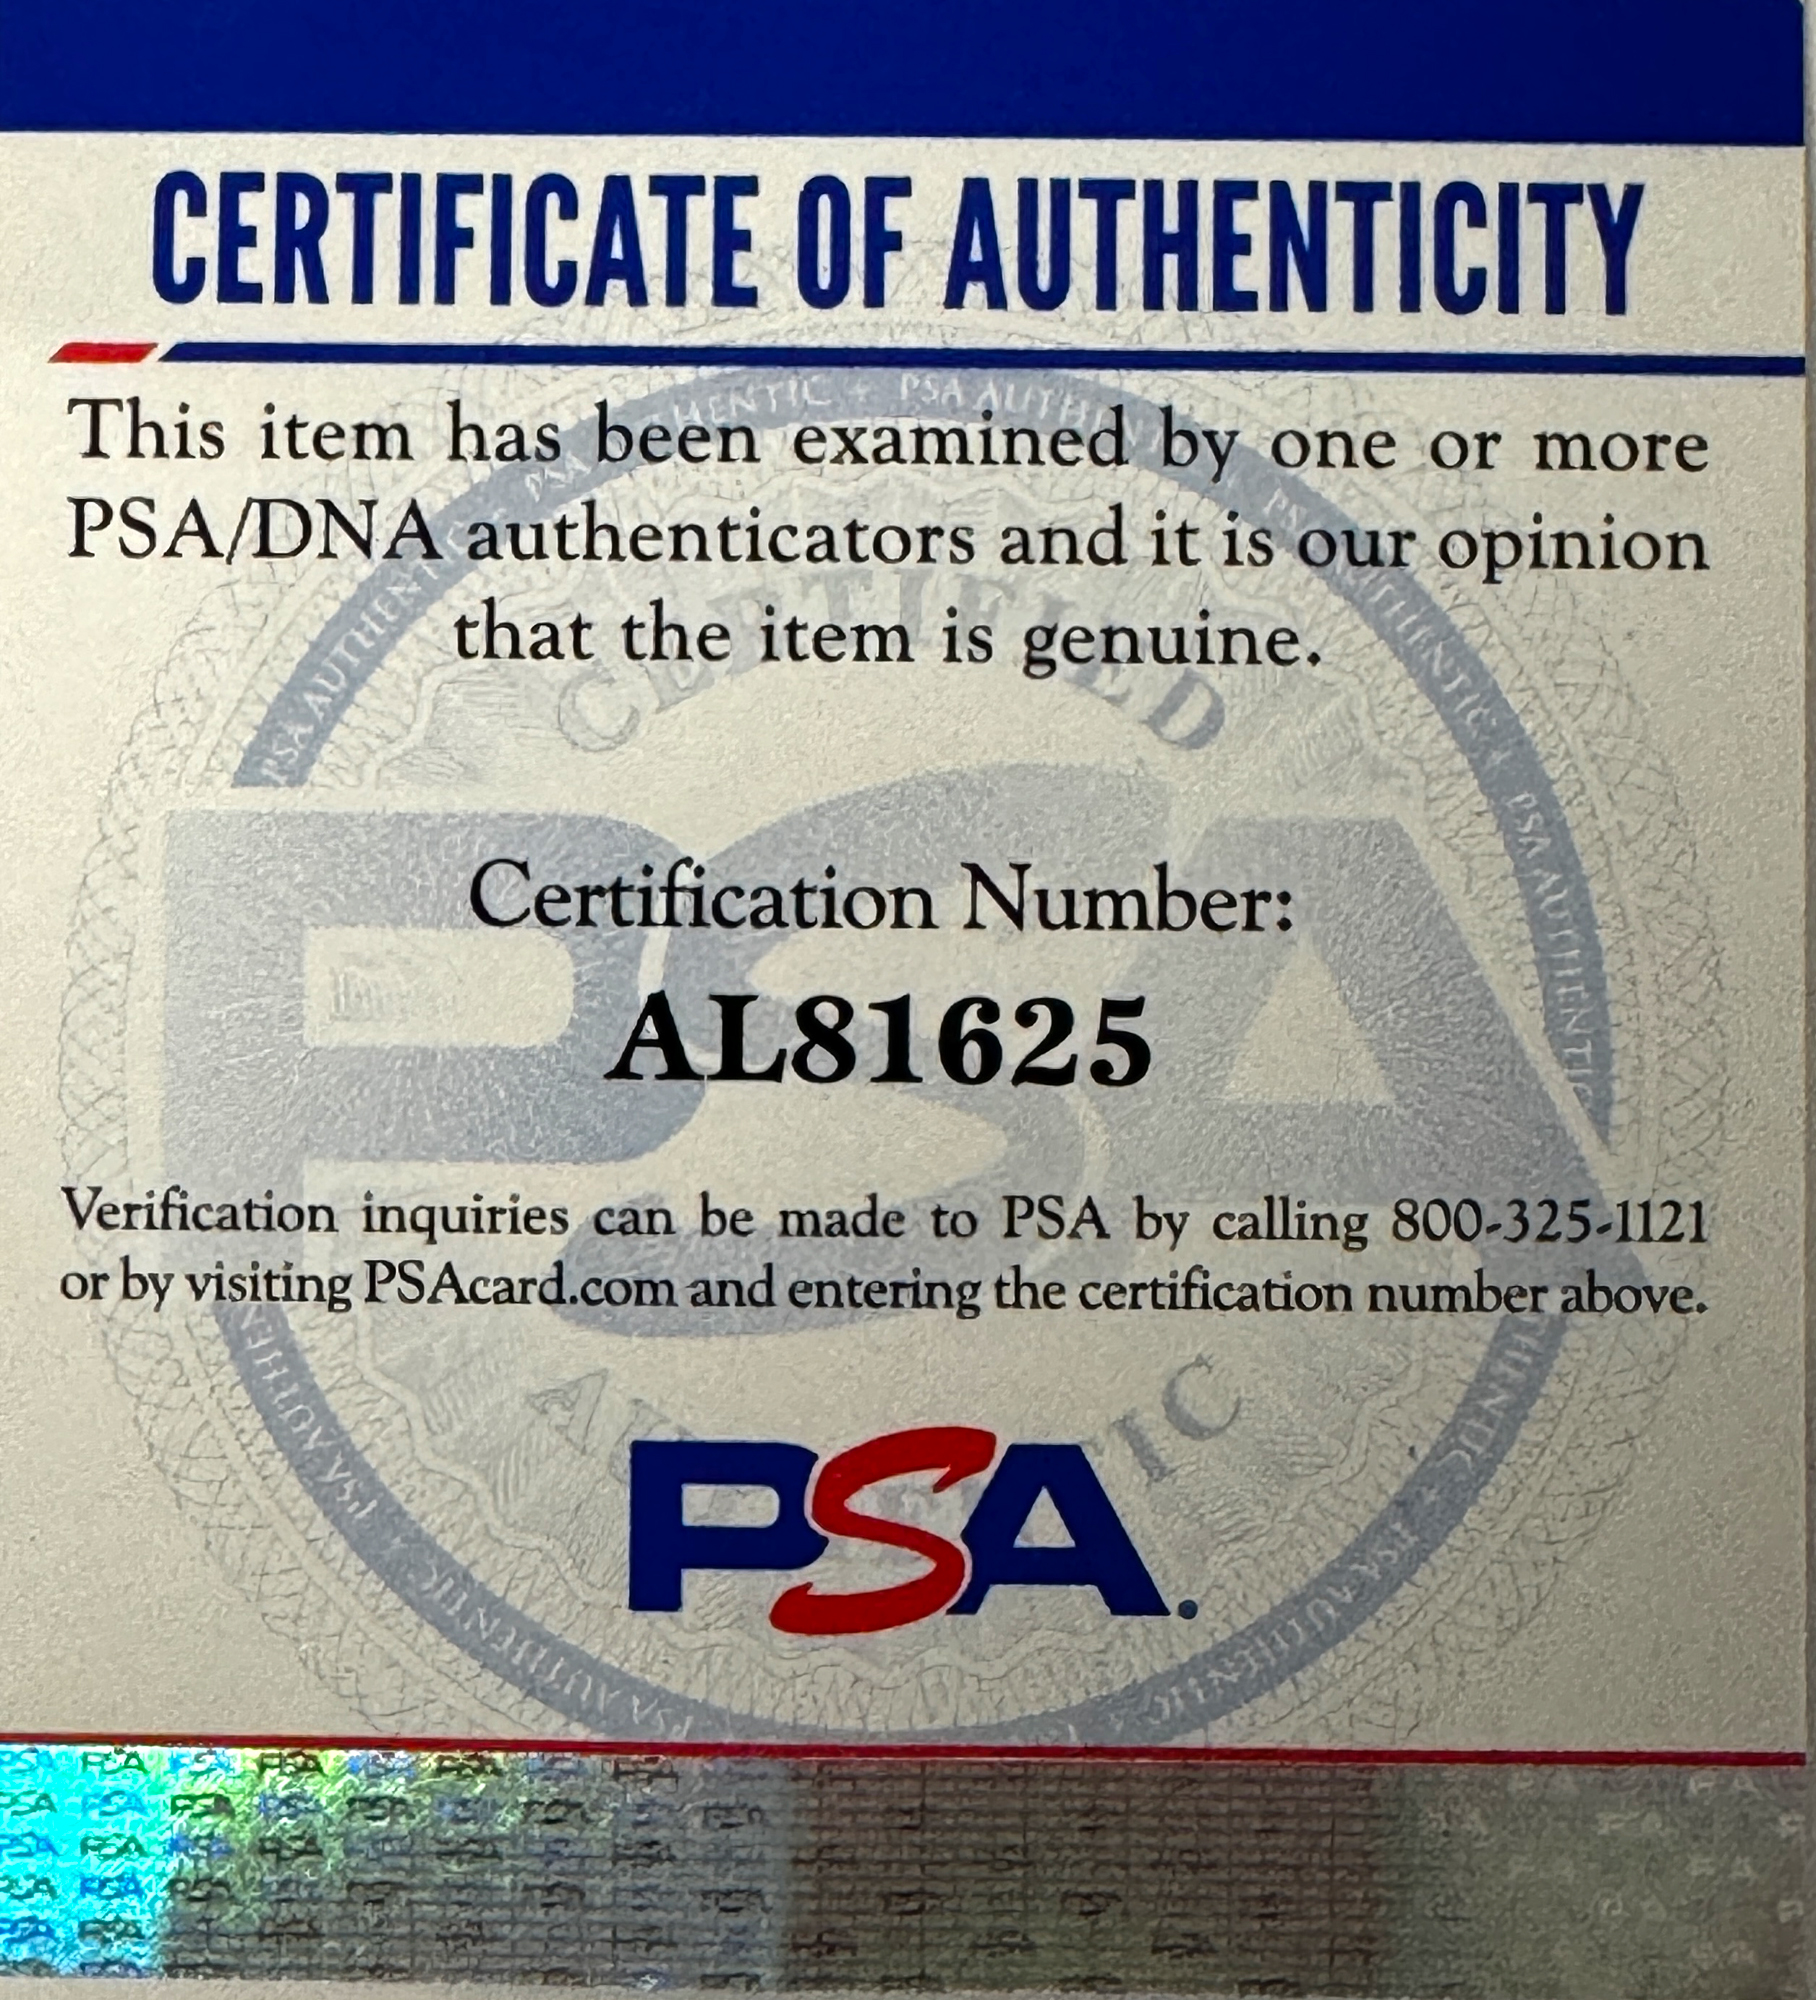 CERTIFICATE OF AUTHENTICITY
This item has been examined by one or more
PSA/DNA authenticators and it is our opinion
that the item is genuine.
CERTIFIED
Certification Number:
AL81625
Verification inquiries can be made to PSA by calling 800-325-1121
or by visiting PSAcard.com and entering the certification number above.
PSA